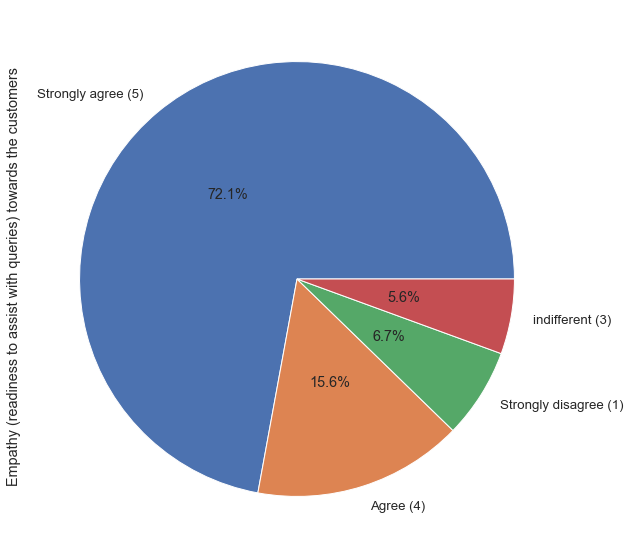 Empathy (readiness to assist with queries) towards the customers
Strongly agree (5)
72.1%
5.6%
indifferent (3)
6.7%
15.6%
Strongly disagree (1)
Agree (4)